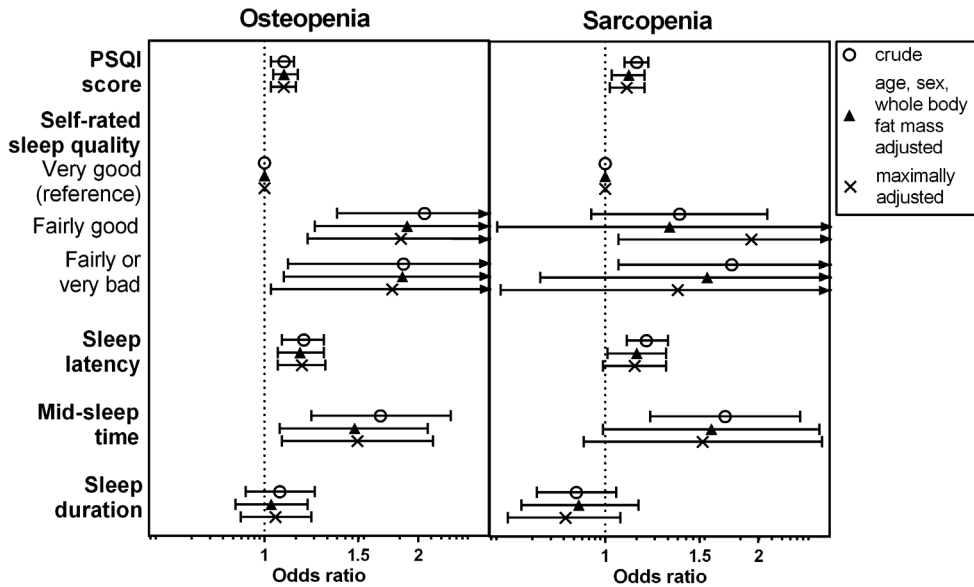 Osteopenia
Sarcopenia
PSQI
score
Self-rated
sleep quality
Very good
(reference)
Fairly good
Fairly or
very bad
Sleep
latency
Mid-sleep
time
Sleep
duration
1 1.5 2
Odds ratio
1 1.5 2
Odds ratio
crude
age, sex,
whole body
fat mass
adjusted
maximally
adjusted